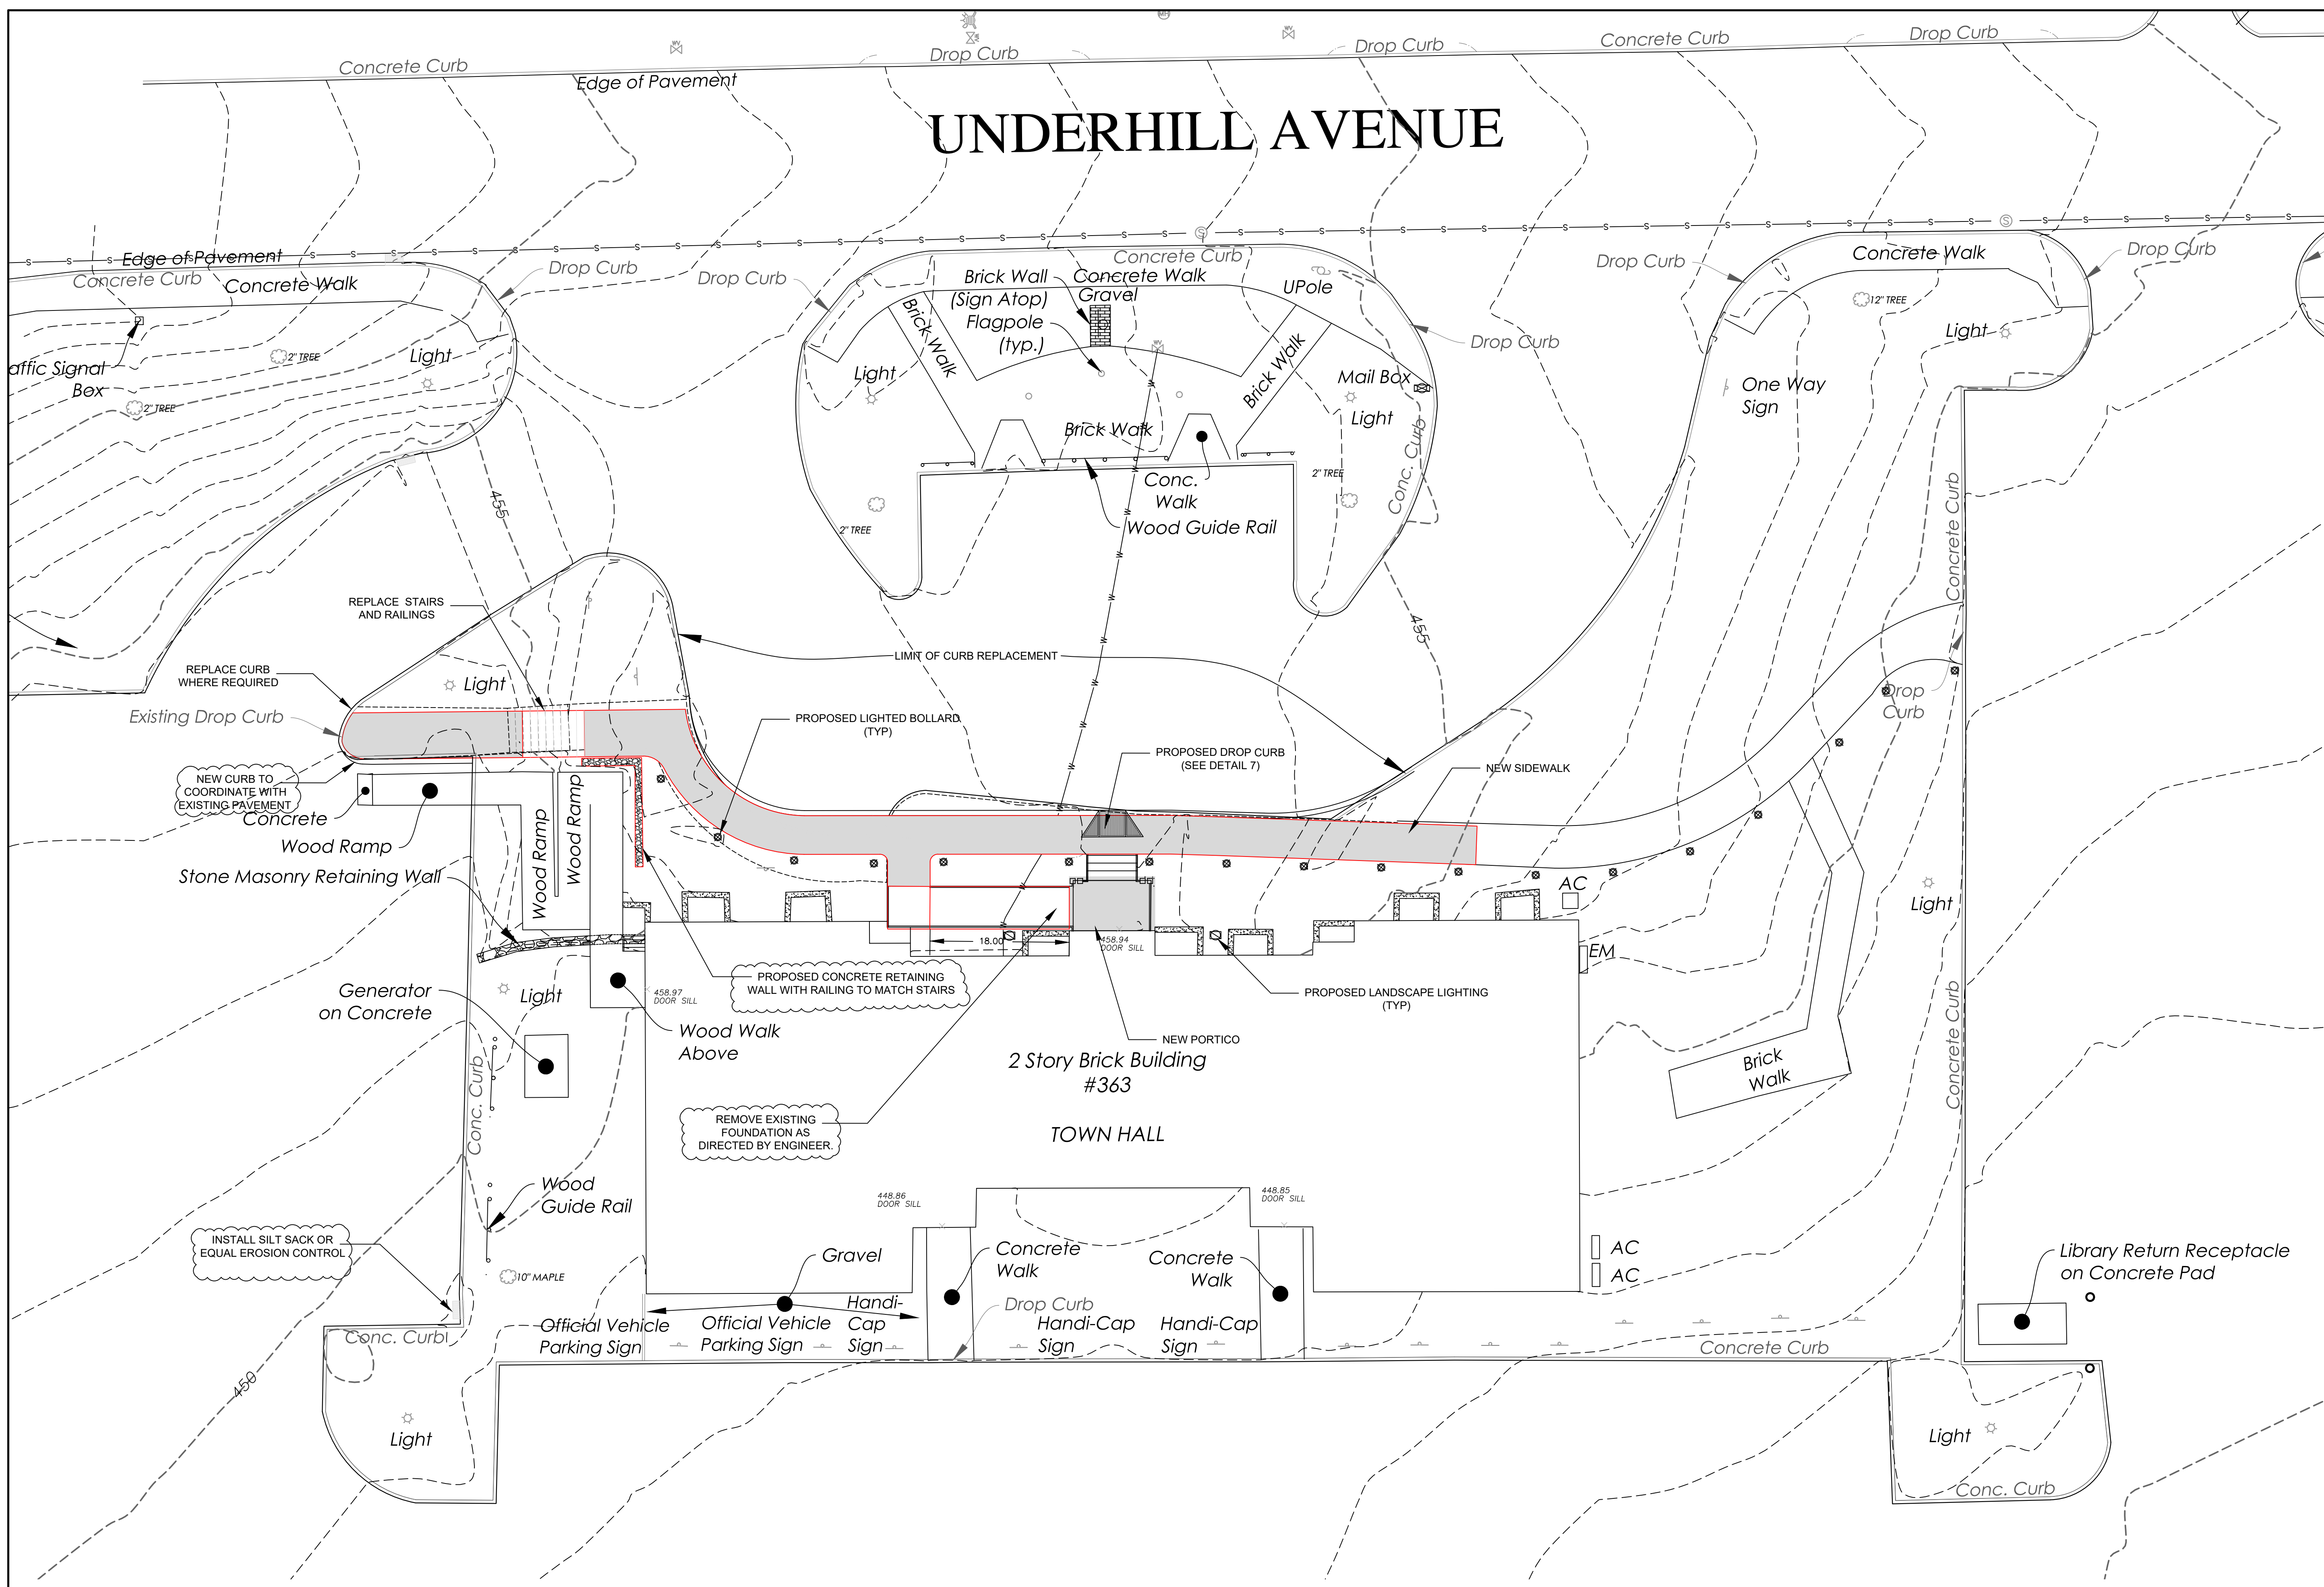 WV
MH
WV
Concrete Curb
Edge of Pavement
Drop Curb
Drop Curb
Concrete Curb
Drop Curb
UNDERHILL AVENUE
S
S
Edge of Pavement
Concrete Curb
Concrete Walk
Drop Curb
Drop Curb
Brick Wall
(Sign Atop)
Concrete Curb
Concrete Walk
Gravel
Flagpole
(typ.)
UPole
Drop Curb
Concrete Walk
Drop Curb
12" TREE
Light
affic Signal
Box
2" TREE
2" TREE
Light
Light
Brick Walk
Brick Walk
WV
Mail Box
Light
Drop Curb
One Way
Sign
Brick Walk
Conc.
Walk
Wood Guide Rail
2" TREE
2" TREE
Conc. Curb
Concrete Curb
455
455
REPLACE STAIRS
AND RAILINGS
REPLACE CURB
WHERE REQUIRED
Light
LIMIT OF CURB REPLACEMENT
Existing Drop Curb
PROPOSED LIGHTED BOLLARD
(TYP)
PROPOSED DROP CURB
(SEE DETAIL 7)
NEW SIDEWALK
Drop
Curb
NEW CURB TO
COORDINATE WITH
EXISTING PAVEMENT
Concrete
Wood Ramp
Wood Ramp
Wood Ramp
Stone Masonry Retaining Wall
AC
Light
EM
18.00
458.94
DOOR SILL
PROPOSED CONCRETE RETAINING
WALL WITH RAILING TO MATCH STAIRS
PROPOSED LANDSCAPE LIGHTING
(TYP)
Generator
on Concrete
Light
458.97
DOOR SILL
Wood Walk
Above
NEW PORTICO
2 Story Brick Building
#363
TOWN HALL
Brick
Walk
Concrete Curb
Conc. Curb
REMOVE EXISTING
FOUNDATION AS
DIRECTED BY ENGINEER.
Wood
Guide Rail
448.86
DOOR SILL
448.85
DOOR SILL
INSTALL SILT SACK OR
EQUAL EROSION CONTROL
10" MAPLE
Gravel
Concrete
Walk
Concrete
Walk
AC
AC
Library Return Receptacle
on Concrete Pad
Conc. Curb
Official Vehicle
Parking Sign
Official Vehicle
Parking Sign
Handi-
Cap
Sign
Drop Curb
Handi-Cap
Sign
Handi-Cap
Sign
Concrete Curb
450
Light
Light
Conc. Curb